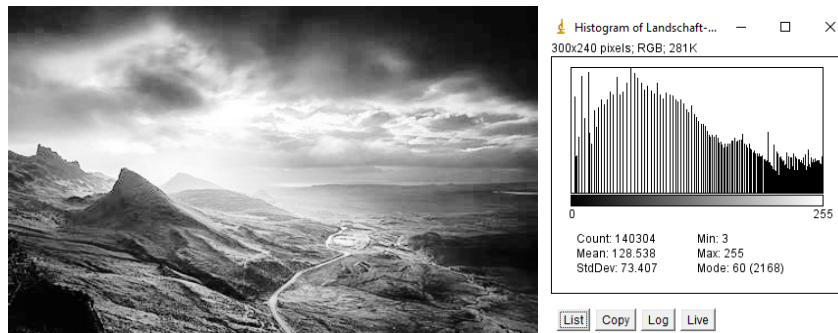 Histogram of Landschaft-...
300x240 pixels; RGB; 281K
0 255
Count: 140304 Min: 3
Mean: 128.538 Max: 255
StdDev: 73.407 Mode: 60 (2168)
List Copy Log Live